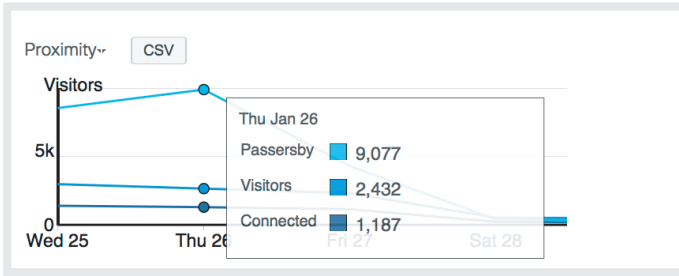 Proximity
CSV
Visitors
Thu Jan 26
Passersby 9,077
5k
Visitors 2,432
Connected 1,187
0
Wed 25 Thu 26 Fri 27 Sat 28